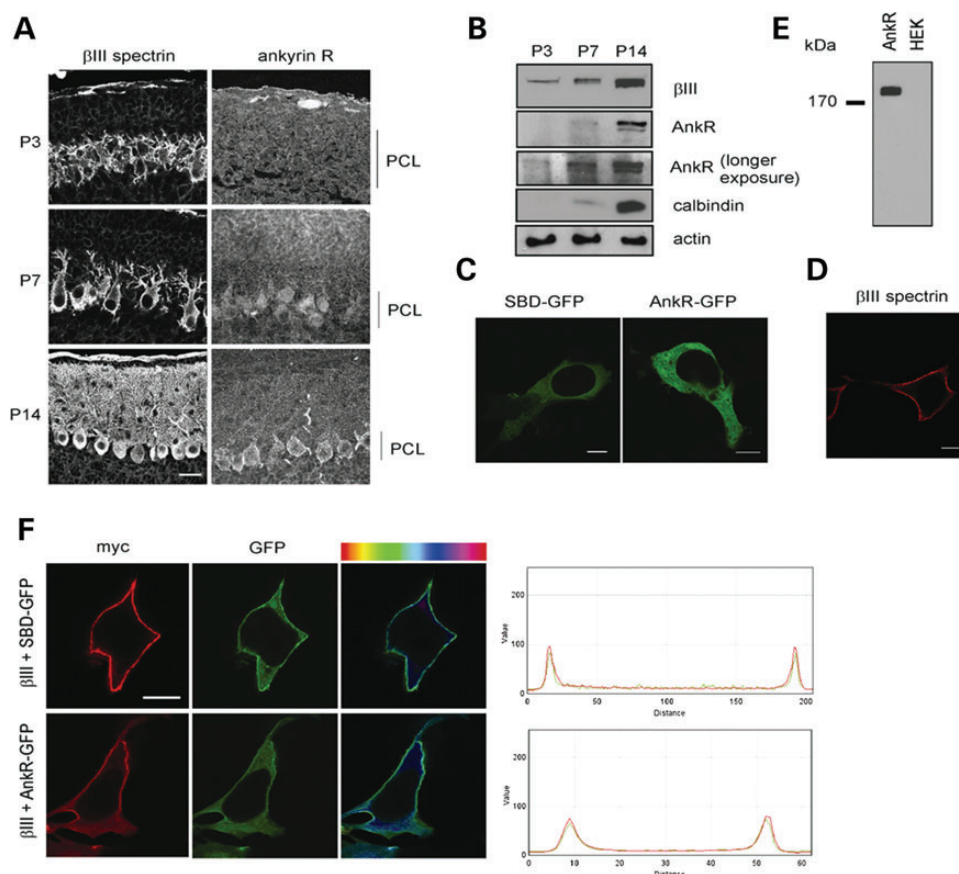 A
βIII spectrin
ankyrin R
P3
PCL
P7
PCL
P14
PCL
B
P3 P7 P14
βIII
AnkR
AnkR (longer exposure)
calbindin
actin
E
kDa
AnkR
HEK
170
C
SBD-GFP
AnkR-GFP
D
βIII spectrin
F
myc
GFP
βIII + SBD-GFP
βIII + AnkR-GFP
Value
200
100
0
0 50 100 150 200
Distance
Value
200
100
0
0 10 20 30 40 50 60
Distance